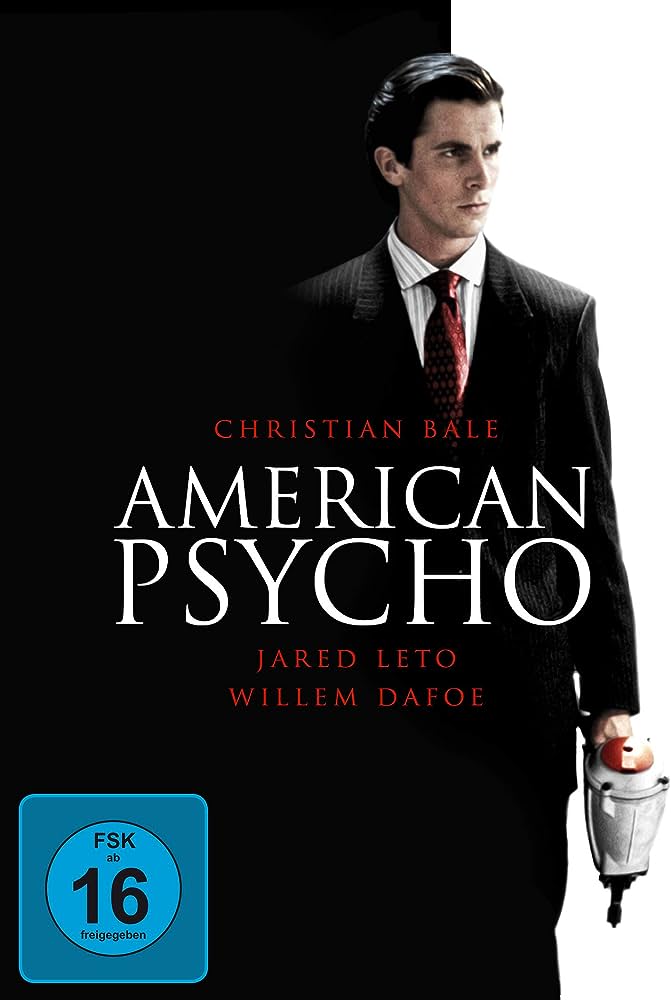 CHRISTIAN BALE
AMERICAN
PSYCHO
JARED LETO
WILLEM DAFOE
FSK
ab
16
freigegeben